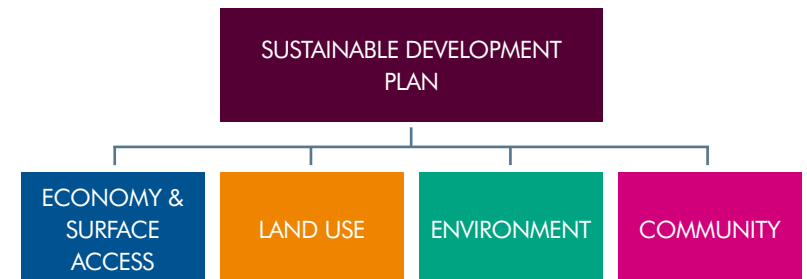 SUSTAINABLE DEVELOPMENT
PLAN
ECONOMY &
SURFACE
ACCESS
LAND USE
ENVIRONMENT
COMMUNITY